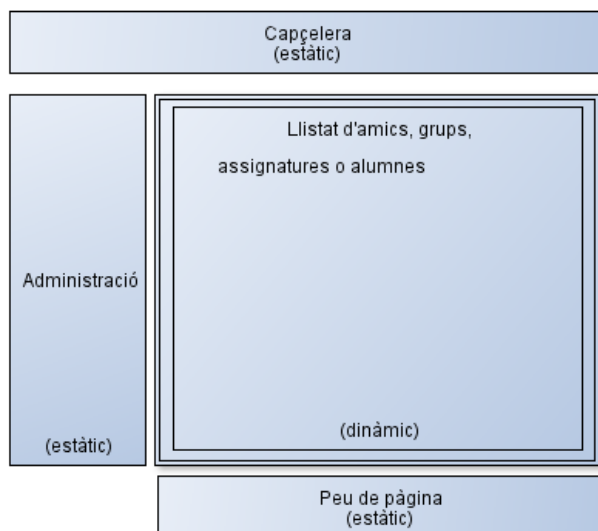 Capçelera
(estàtic)
Llistat d'amics, grups,
assignatures o alumnes
Administració
(dinàmic)
(estàtic)
Peu de pàgina
(estàtic)